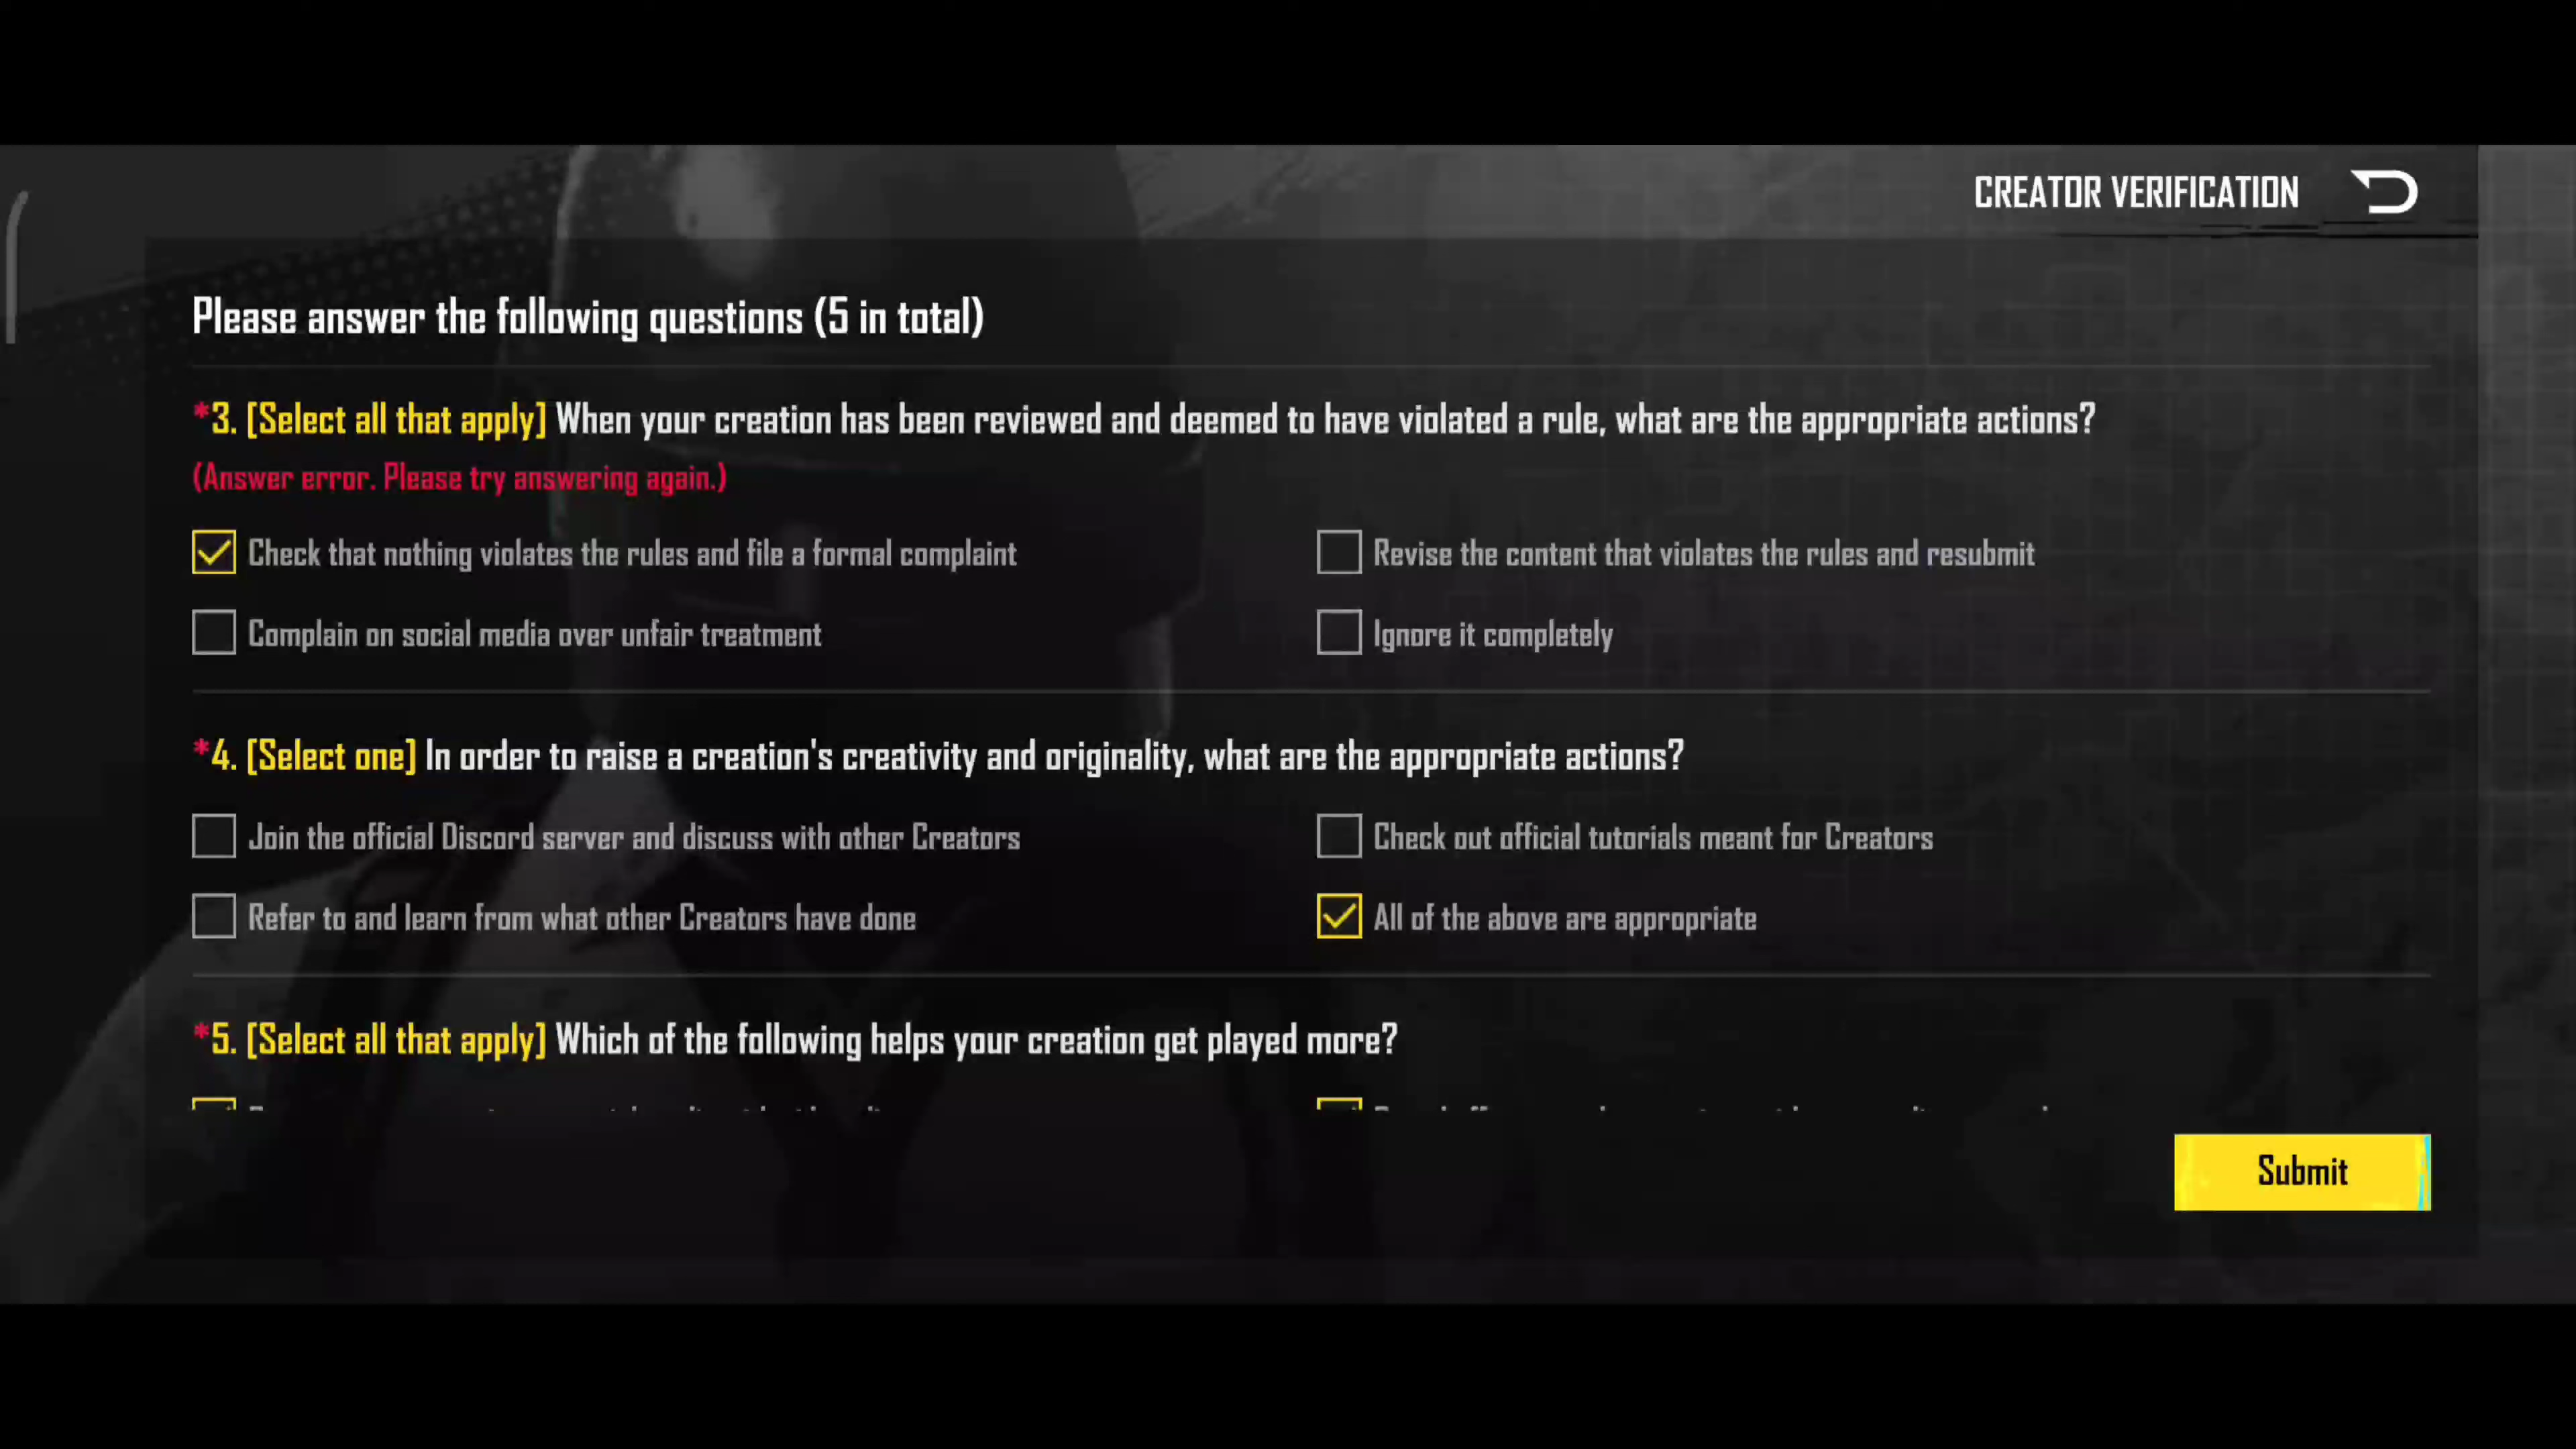 CREATOR VERIFICATION
Please answer the following questions (5 in total)
*3. [Select all that apply] When your creation has been reviewed and deemed to have violated a rule, what are the appropriate actions?
(Answer error. Please try answering again.)
Check that nothing violates the rules and file a formal complaint
Revise the content that violates the rules and resubmit
Complain on social media over unfair treatment
Ignore it completely
*4. [Select one] In order to raise a creation's creativity and originality, what are the appropriate actions?
Join the official Discord server and discuss with other Creators
Check out official tutorials meant for Creators
Refer to and learn from what other Creators have done
All of the above are appropriate
*5. [Select all that apply] Which of the following helps your creation get played more?
Submit